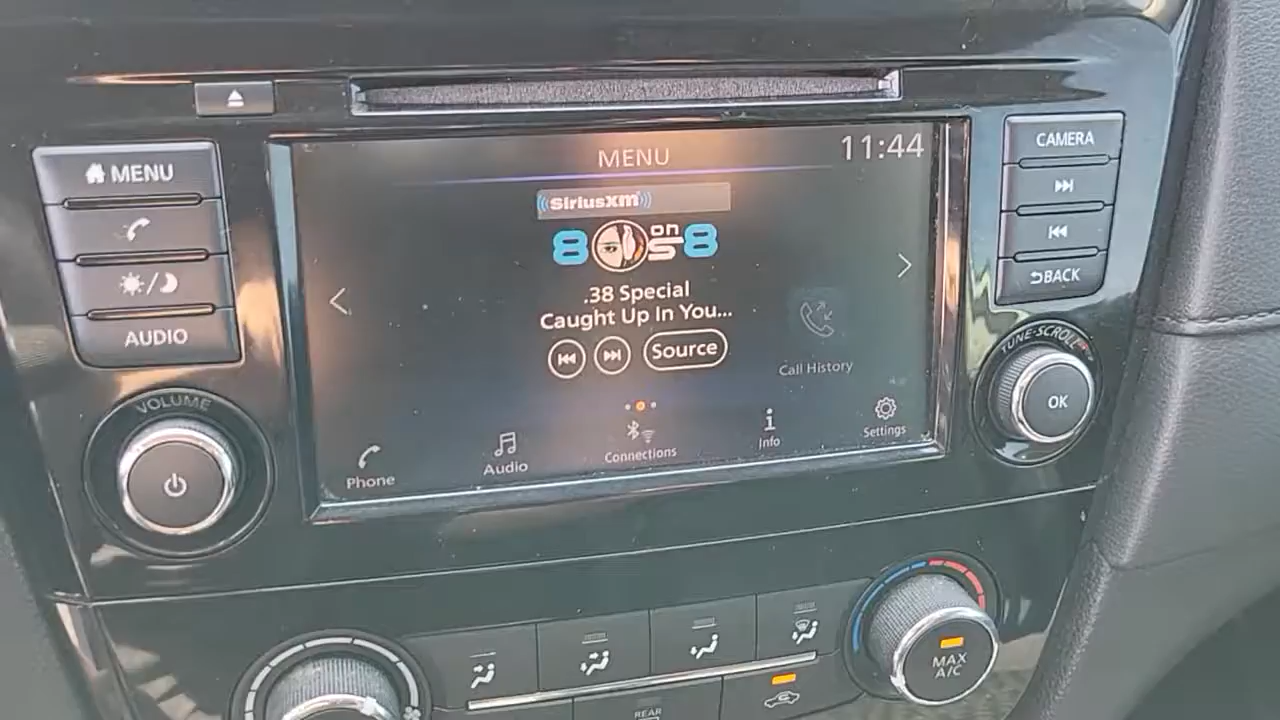 MENU
11:44
SiriusXM
80s on 8
.38 Special
Caught Up In You...
Source
Call History
Phone
Audio
Connections
Info
Settings
MENU
AUDIO
VOLUME
CAMERA
BACK
TUNE·SCROLL
OK
MAX
A/C
REAR